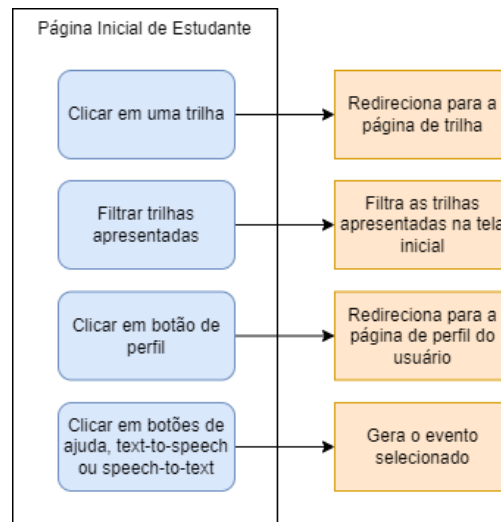 Página Inicial de Estudante
Clicar em uma trilha
Redireciona para a
página de trilha
Filtrar trilhas
apresentadas
Filtra as trilhas
apresentadas na tela
inicial
Clicar em botão de
perfil
Redireciona para a
página de perfil do
usuário
Clicar em botões de
ajuda, text-to-speech
ou speech-to-text
Gera o evento
selecionado